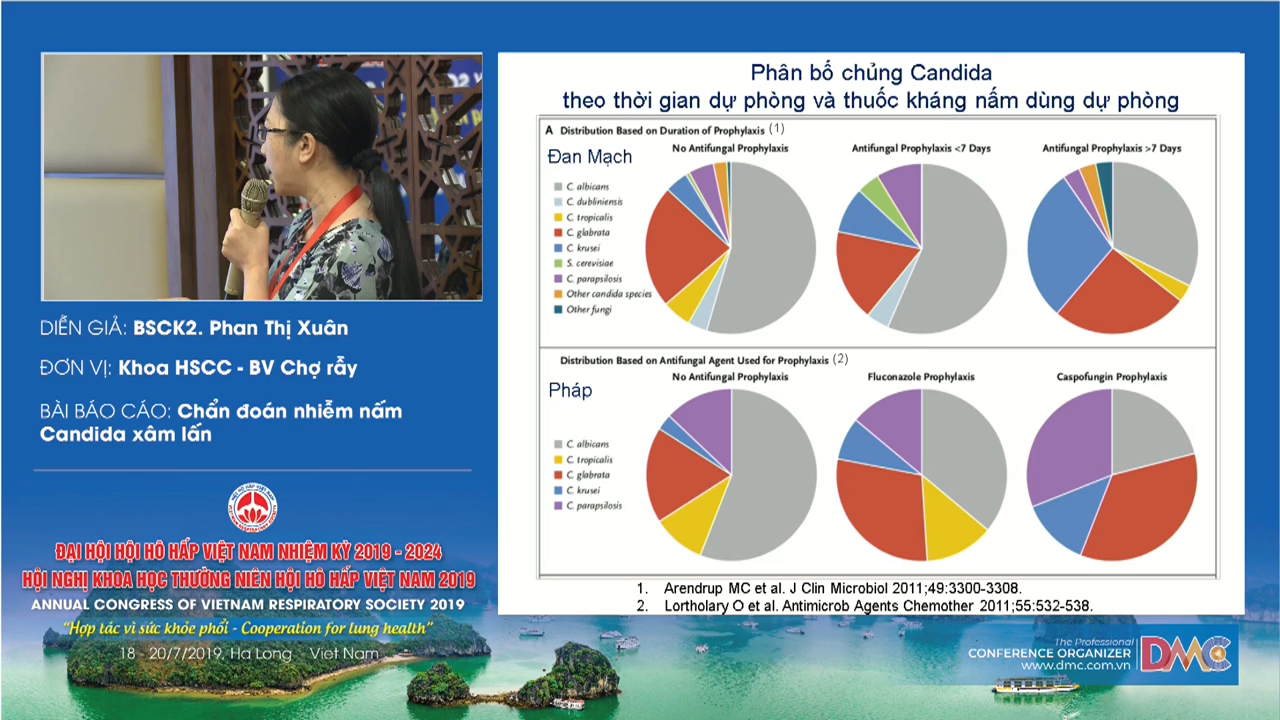 DIỄN GIẢ: BSCK2. Phan Thị Xuân
ĐƠN VỊ: Khoa HSCC - BV Chợ rẫy
BÀI BÁO CÁO: Chẩn đoán nhiễm nấm
Candida xâm lấn
ĐẠI HỘI HỘI HÔ HẤP VIỆT NAM NHIỆM KỲ 2019 - 2024
HỘI NGHỊ KHOA HỌC THƯỜNG NIÊN HỘI HÔ HẤP VIỆT NAM 2019
ANNUAL CONGRESS OF VIETNAM RESPIRATORY SOCIETY 2019
“Hợp tác vì sức khỏe phổi - Cooperation for lung health”
18 - 20/7/2019, Ha Long Viet Nam
Phân bố chủng Candida
theo thời gian dự phòng và thuốc kháng nấm dùng dự phòng
A Distribution Based on Duration of Prophylaxis (1)
Đan Mạch
No Antifungal Prophylaxis
Antifungal Prophylaxis <7 Days
Antifungal Prophylaxis >7 Days
C. albicans
C. dubliniensis
C. tropicalis
C. glabrata
C. krusei
S. cerevisiae
C. parapsilosis
Other candida species
Other fungi
Distribution Based on Antifungal Agent Used for Prophylaxis (2)
Pháp
No Antifungal Prophylaxis
Fluconazole Prophylaxis
Caspofungin Prophylaxis
C. albicans
C. tropicalis
C. glabrata
C. krusei
C. parapsilosis
1. Arendrup MC et al. J Clin Microbiol 2011;49:3300-3308.
2. Lortholary O et al. Antimicrob Agents Chemother 2011;55:532-538.
The Professional
CONFERENCE ORGANIZER
www.dmc.com.vn
DMC